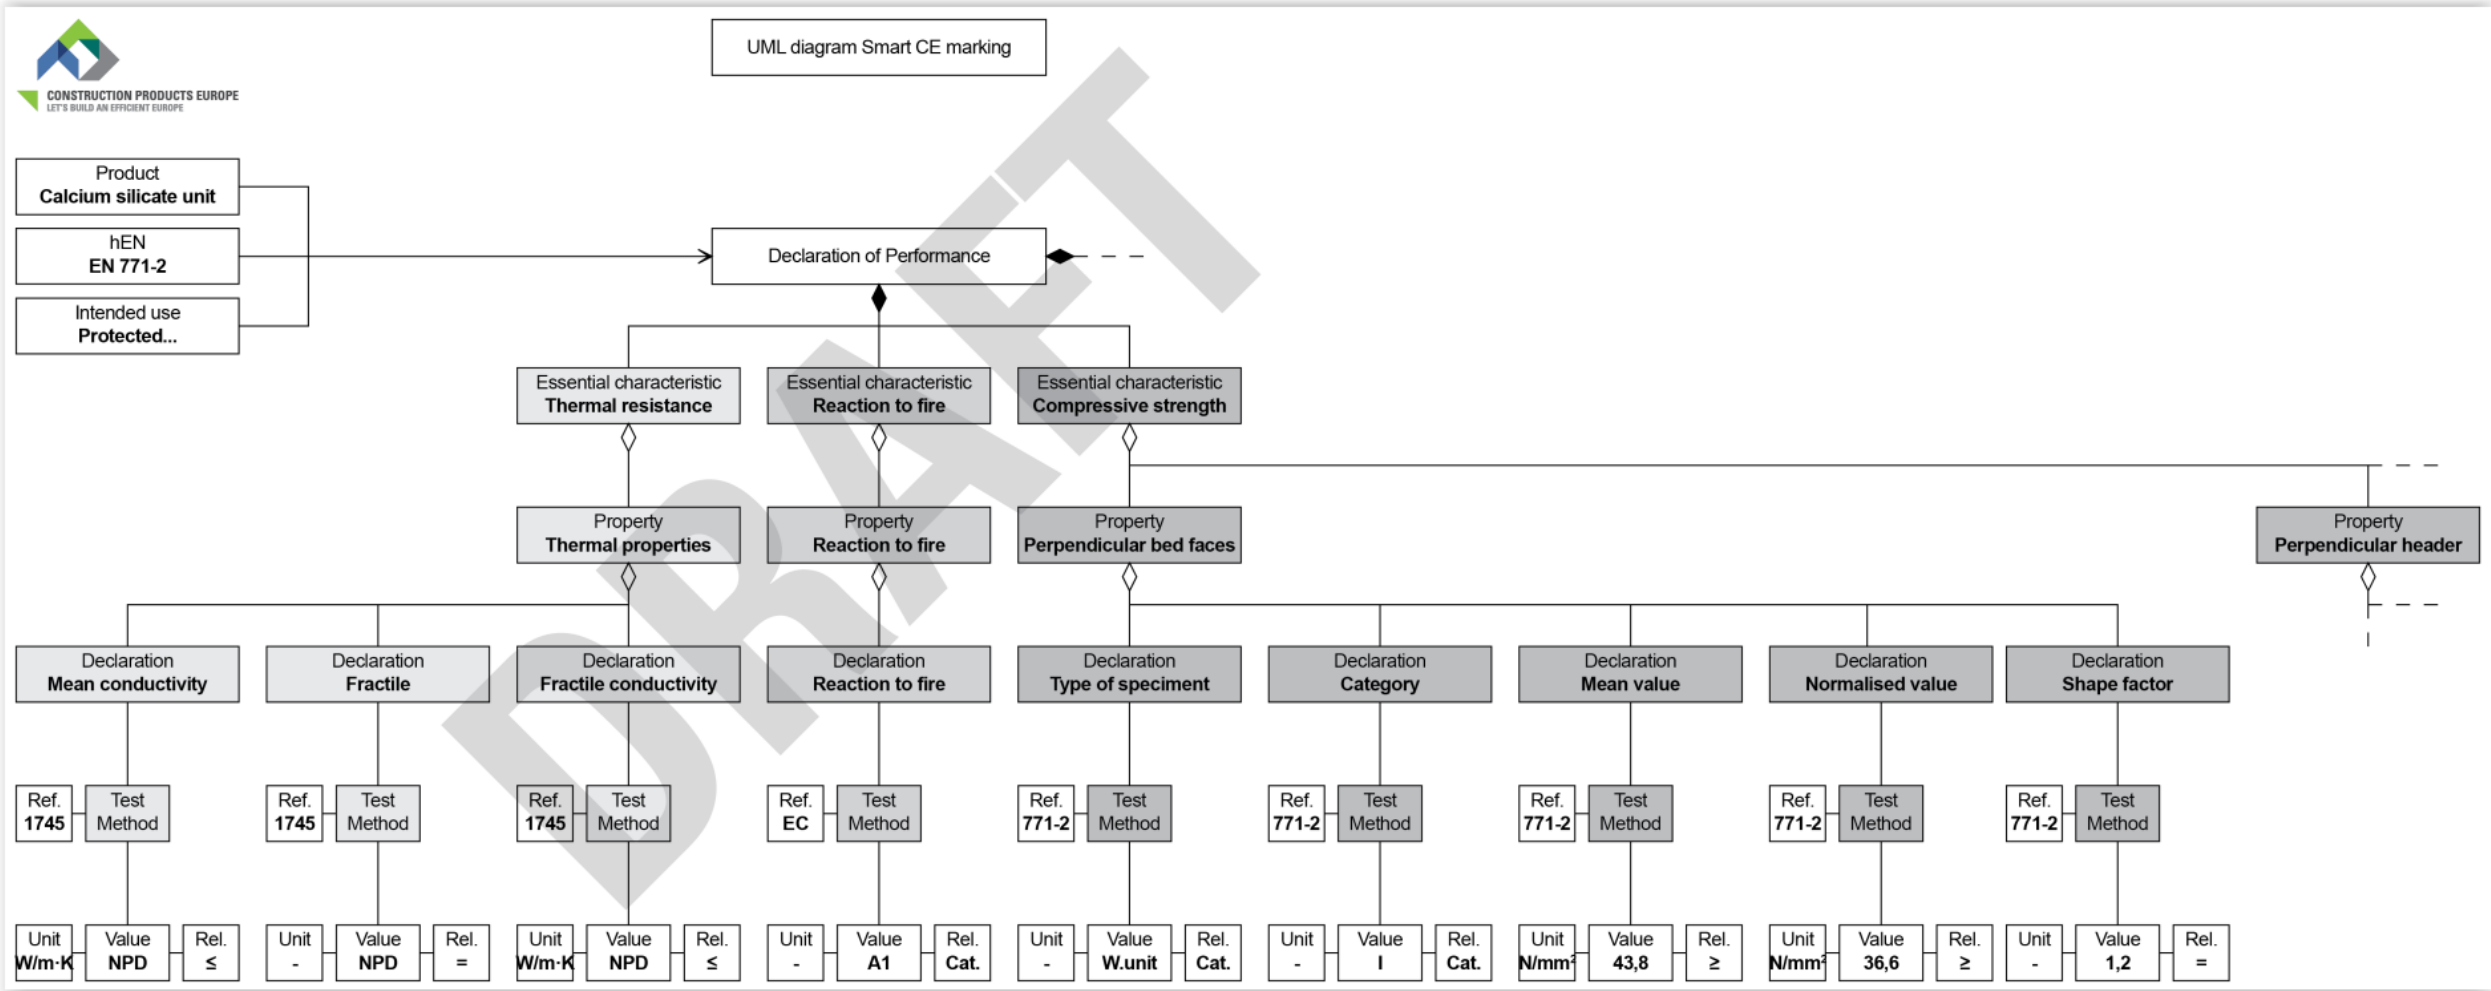 UML diagram Smart CE marking
CONSTRUCTION PRODUCTS EUROPE
LET'S BUILD AN EFFICIENT EUROPE
Product
Calcium silicate unit
hEN
EN 771-2
Intended use
Protected...
Declaration of Performance
DRAFT
Essential characteristic
Thermal resistance
Essential characteristic
Reaction to fire
Essential characteristic
Compressive strength
Property
Thermal properties
Property
Reaction to fire
Property
Perpendicular bed faces
Property
Perpendicular header
Declaration
Mean conductivity
Declaration
Fractile
Declaration
Fractile conductivity
Declaration
Reaction to fire
Declaration
Type of speciment
Declaration
Category
Declaration
Mean value
Declaration
Normalised value
Declaration
Shape factor
Ref.
1745
Test
Method
Ref.
1745
Test
Method
Ref.
1745
Test
Method
Ref.
EC
Test
Method
Ref.
771-2
Test
Method
Ref.
771-2
Test
Method
Ref.
771-2
Test
Method
Ref.
771-2
Test
Method
Ref.
771-2
Test
Method
Unit
W/m·K
Value
NPD
Rel.
≤
Unit
-
Value
NPD
Rel.
=
Unit
W/m·K
Value
NPD
Rel.
≤
Unit
-
Value
A1
Rel.
Cat.
Unit
-
Value
W.unit
Rel.
Cat.
Unit
-
Value
I
Rel.
Cat.
Unit
N/mm²
Value
43,8
Rel.
≥
Unit
N/mm²
Value
36,6
Rel.
≥
Unit
-
Value
1,2
Rel.
=